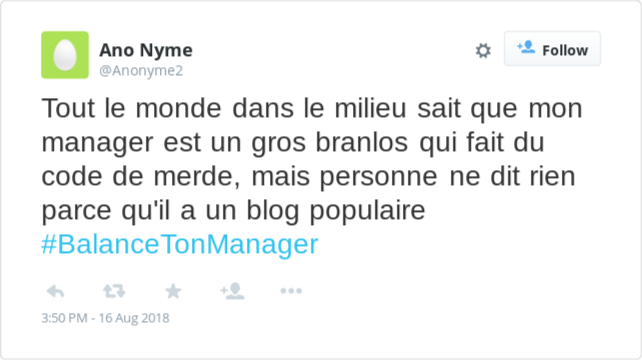 Ano Nyme
@Anonyme2
Follow
Tout le monde dans le milieu sait que mon
manager est un gros branlos qui fait du
code de merde, mais personne ne dit rien
parce qu'il a un blog populaire
#BalanceTonManager
3:50 PM - 16 Aug 2018